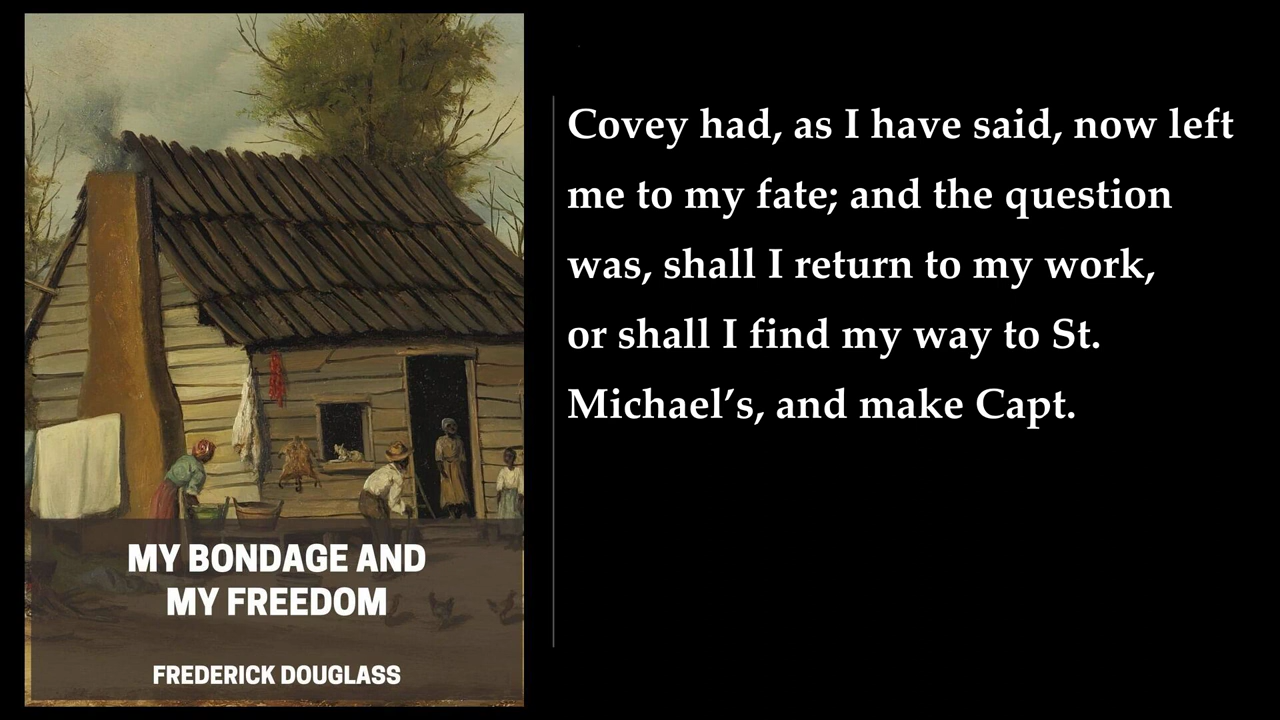 Covey had, as I have said, now left
me to my fate; and the question
was, shall I return to my work,
or shall I find my way to St.
Michael’s, and make Capt.
MY BONDAGE AND
MY FREEDOM
FREDERICK DOUGLASS